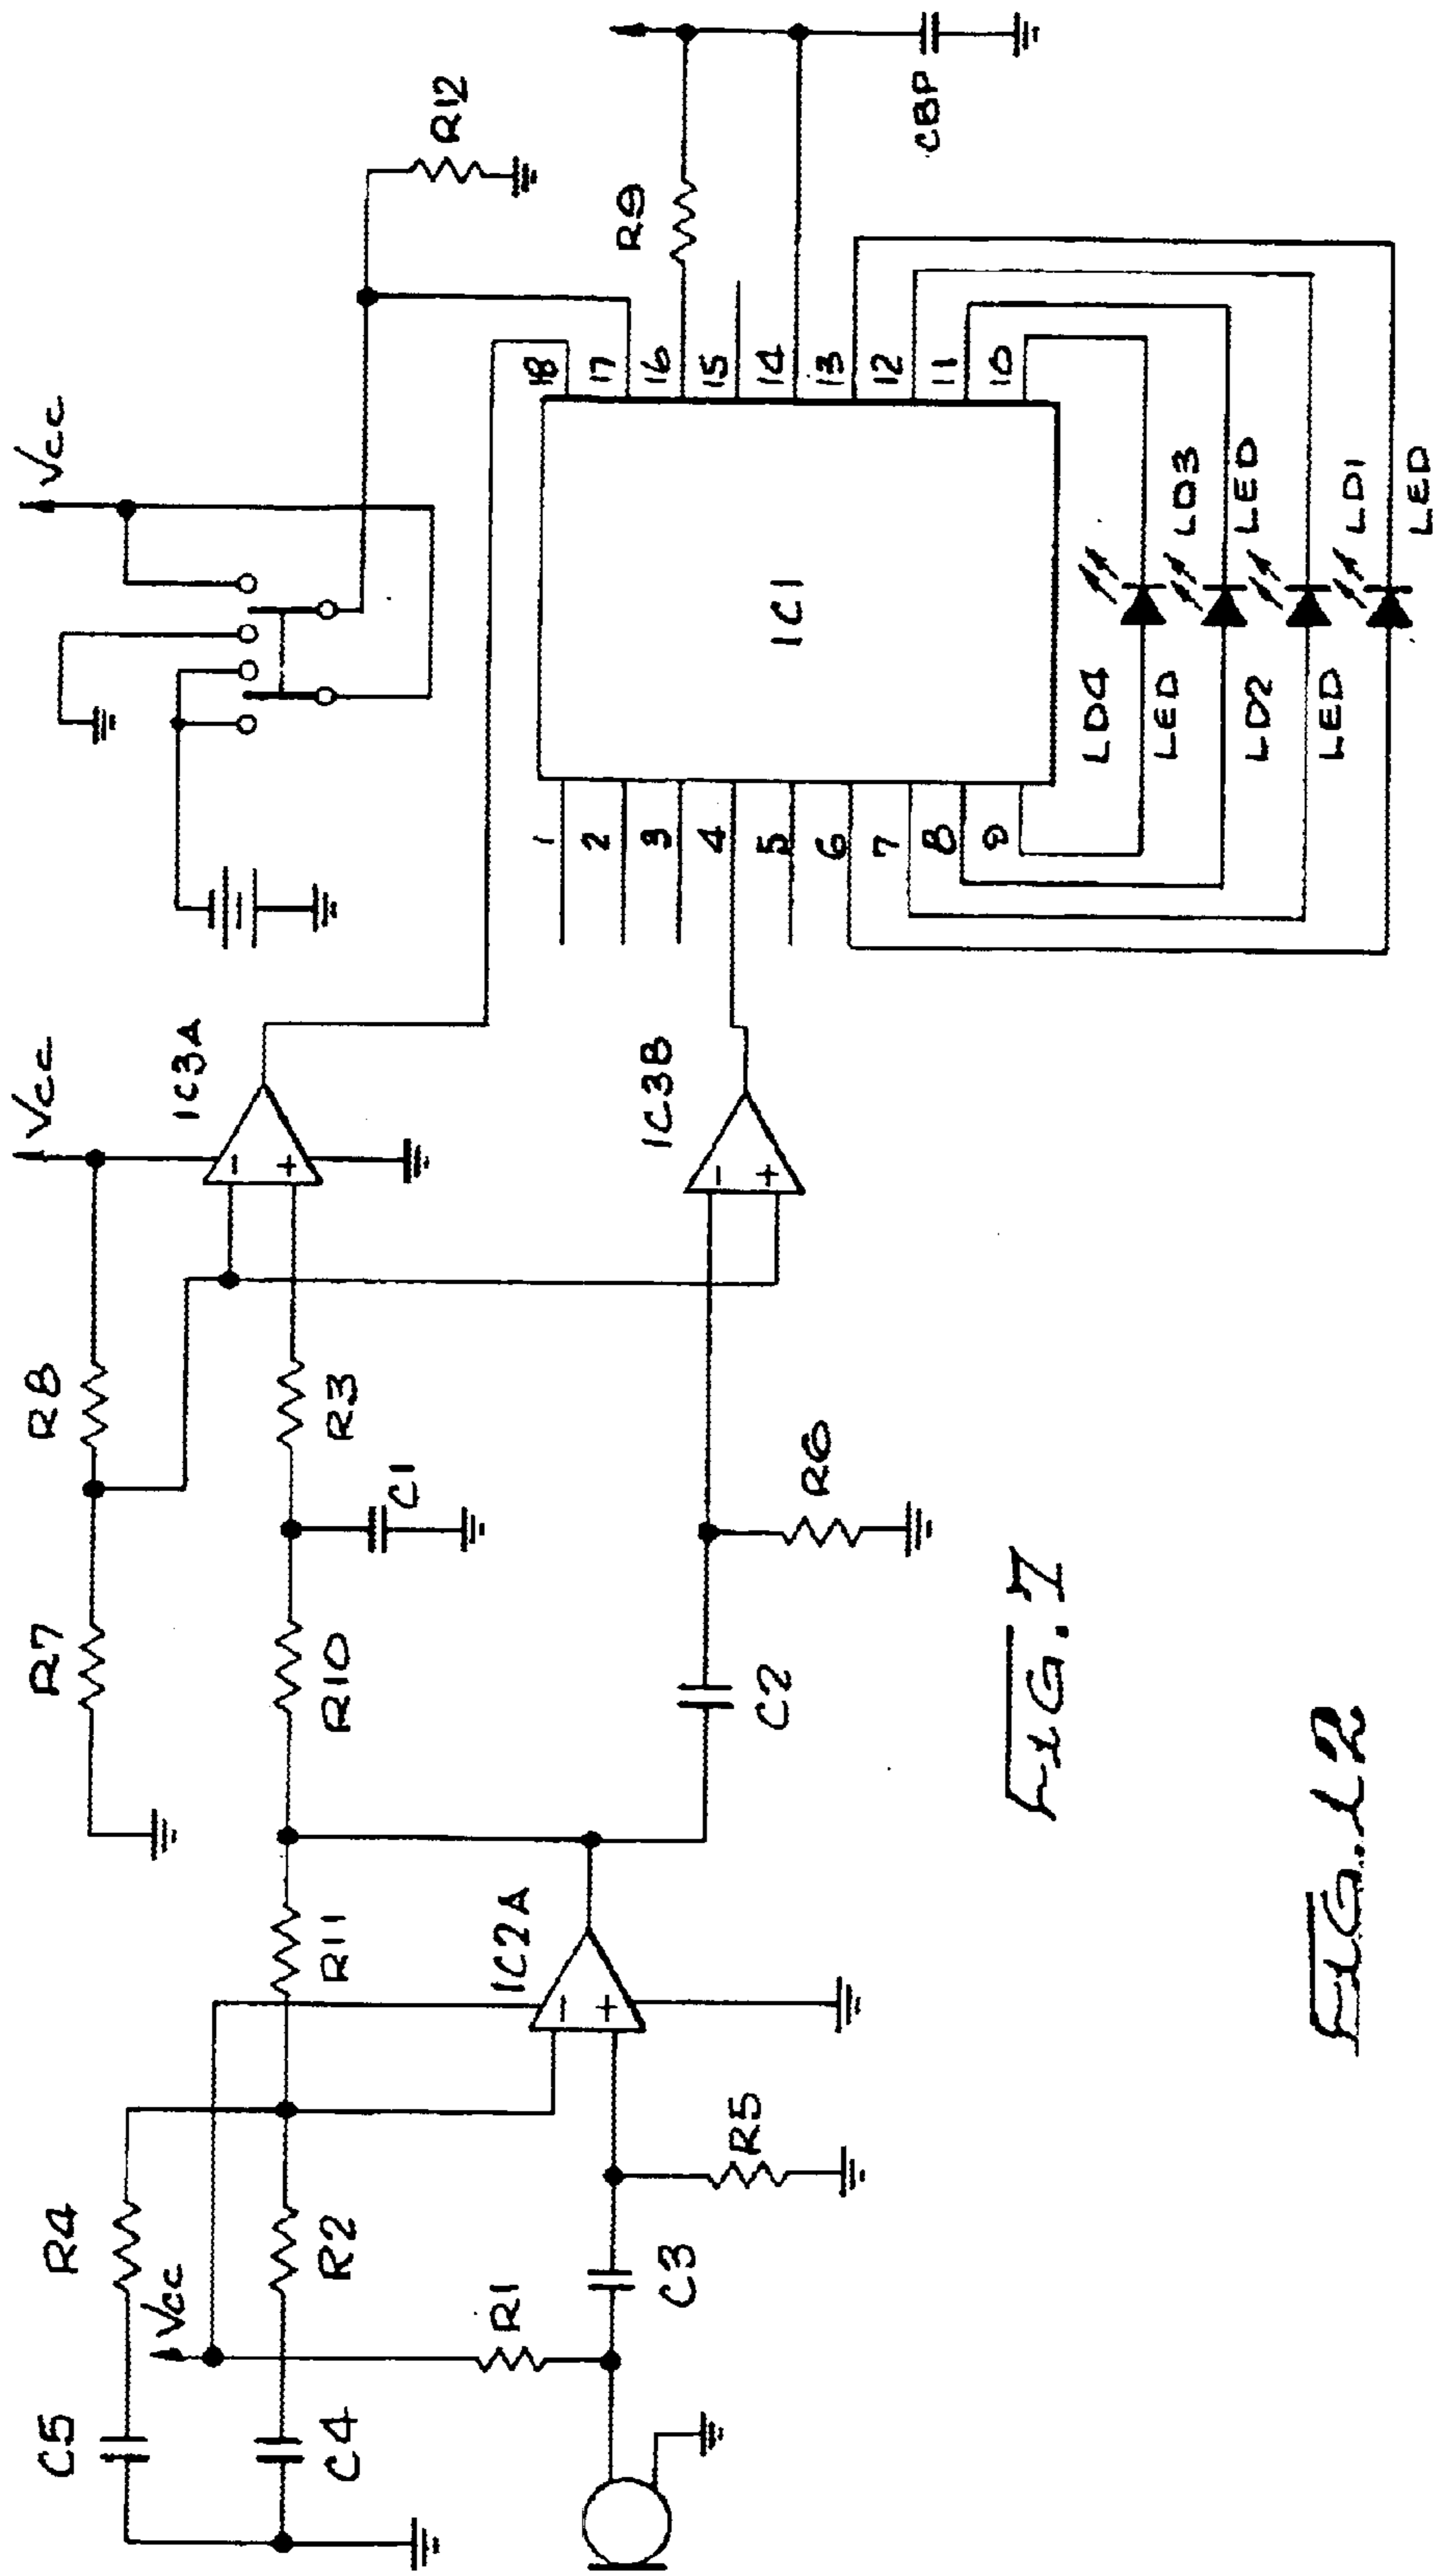 C5
R4
Vcc
C4
R2
R1
C3
R5
R11
IC2A
R7
R8
Vcc
R10
C1
R3
IC3A
C2
R6
IC3B
Vcc
R12
1
2
3
4
5
6
7
8
9
IC1
18
17
16
15
14
13
12
11
10
R9
CBP
LD4
LED
LD3
LED
LD2
LED
LD1
LED
FIG. 7
FIG. 12